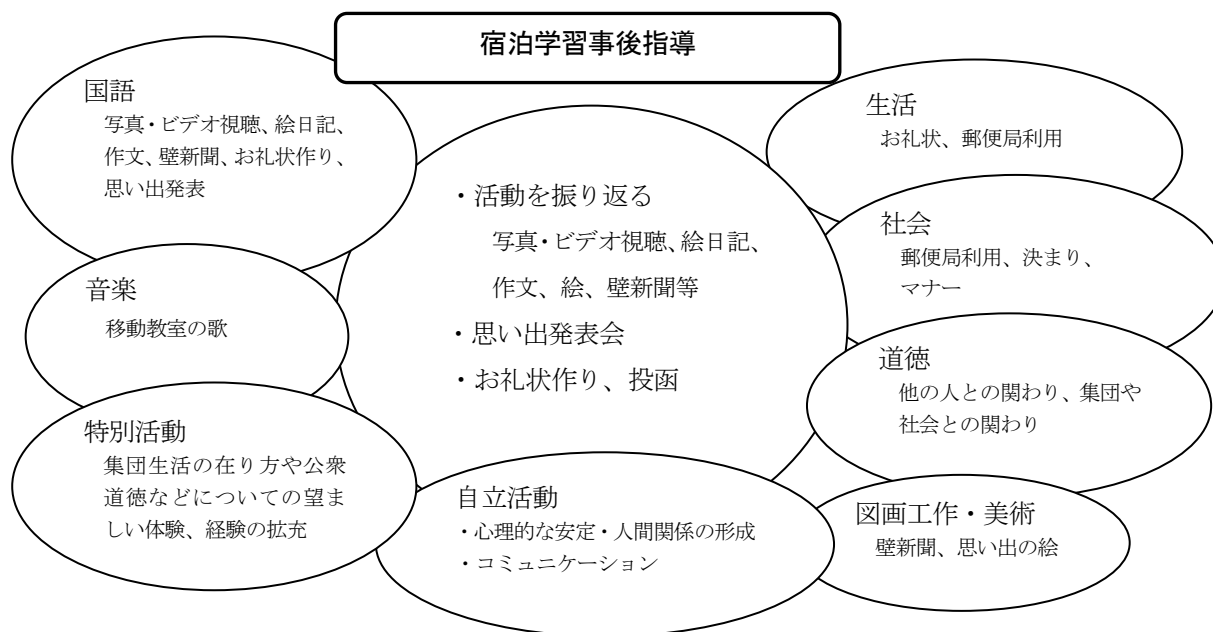 宿泊学習事後指導
国語
写真・ビデオ視聴、絵日記、
作文、壁新聞、お礼状作り、
思い出発表
音楽
移動教室の歌
特別活動
集団生活の在り方や公衆
道徳などについての望ま
しい体験、経験の拡充
・活動を振り返る
写真・ビデオ視聴、絵日記、
作文、絵、壁新聞等
・思い出発表会
・お礼状作り、投函
自立活動
・心理的な安定・人間関係の形成
・コミュニケーション
生活
お礼状、郵便局利用
社会
郵便局利用、決まり、
マナー
道徳
他の人との関わり、集団や
社会との関わり
図画工作・美術
壁新聞、思い出の絵